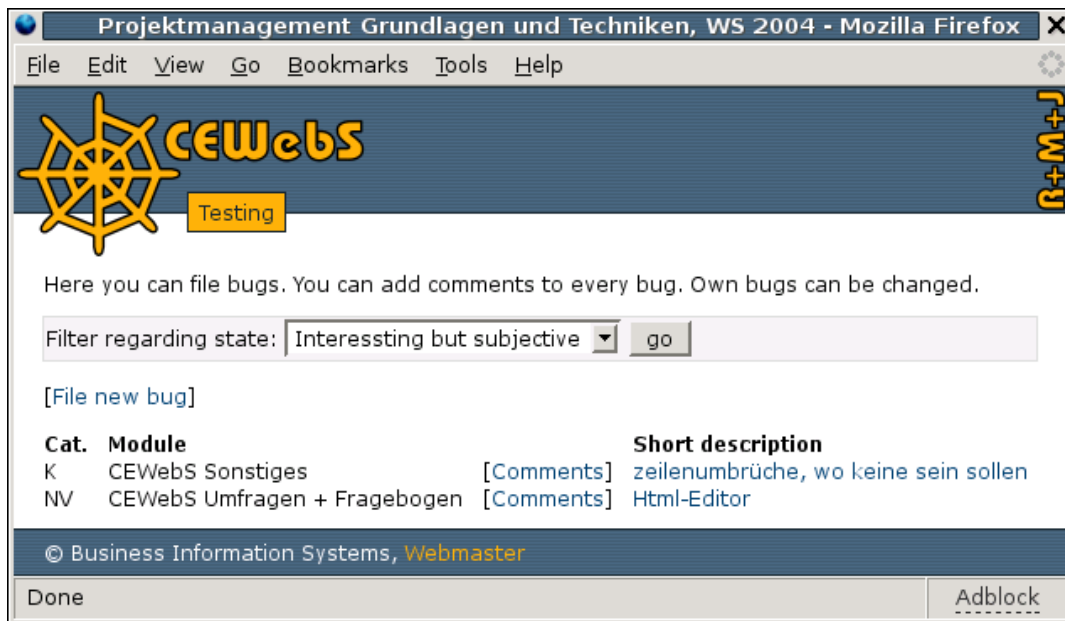 Projektmanagement Grundlagen und Techniken, WS 2004 - Mozilla Firefox
File Edit View Go Bookmarks Tools Help
CEWebS
J+W+R
Testing
Here you can file bugs. You can add comments to every bug. Own bugs can be changed.
Filter regarding state: Interessting but subjective go
[File new bug]
Cat. Module Short description
K CEWebS Sonstiges [Comments] zeilenumbrüche, wo keine sein sollen
NV CEWebS Umfragen + Fragebogen [Comments] Html-Editor
© Business Information Systems, Webmaster
Done Adblock